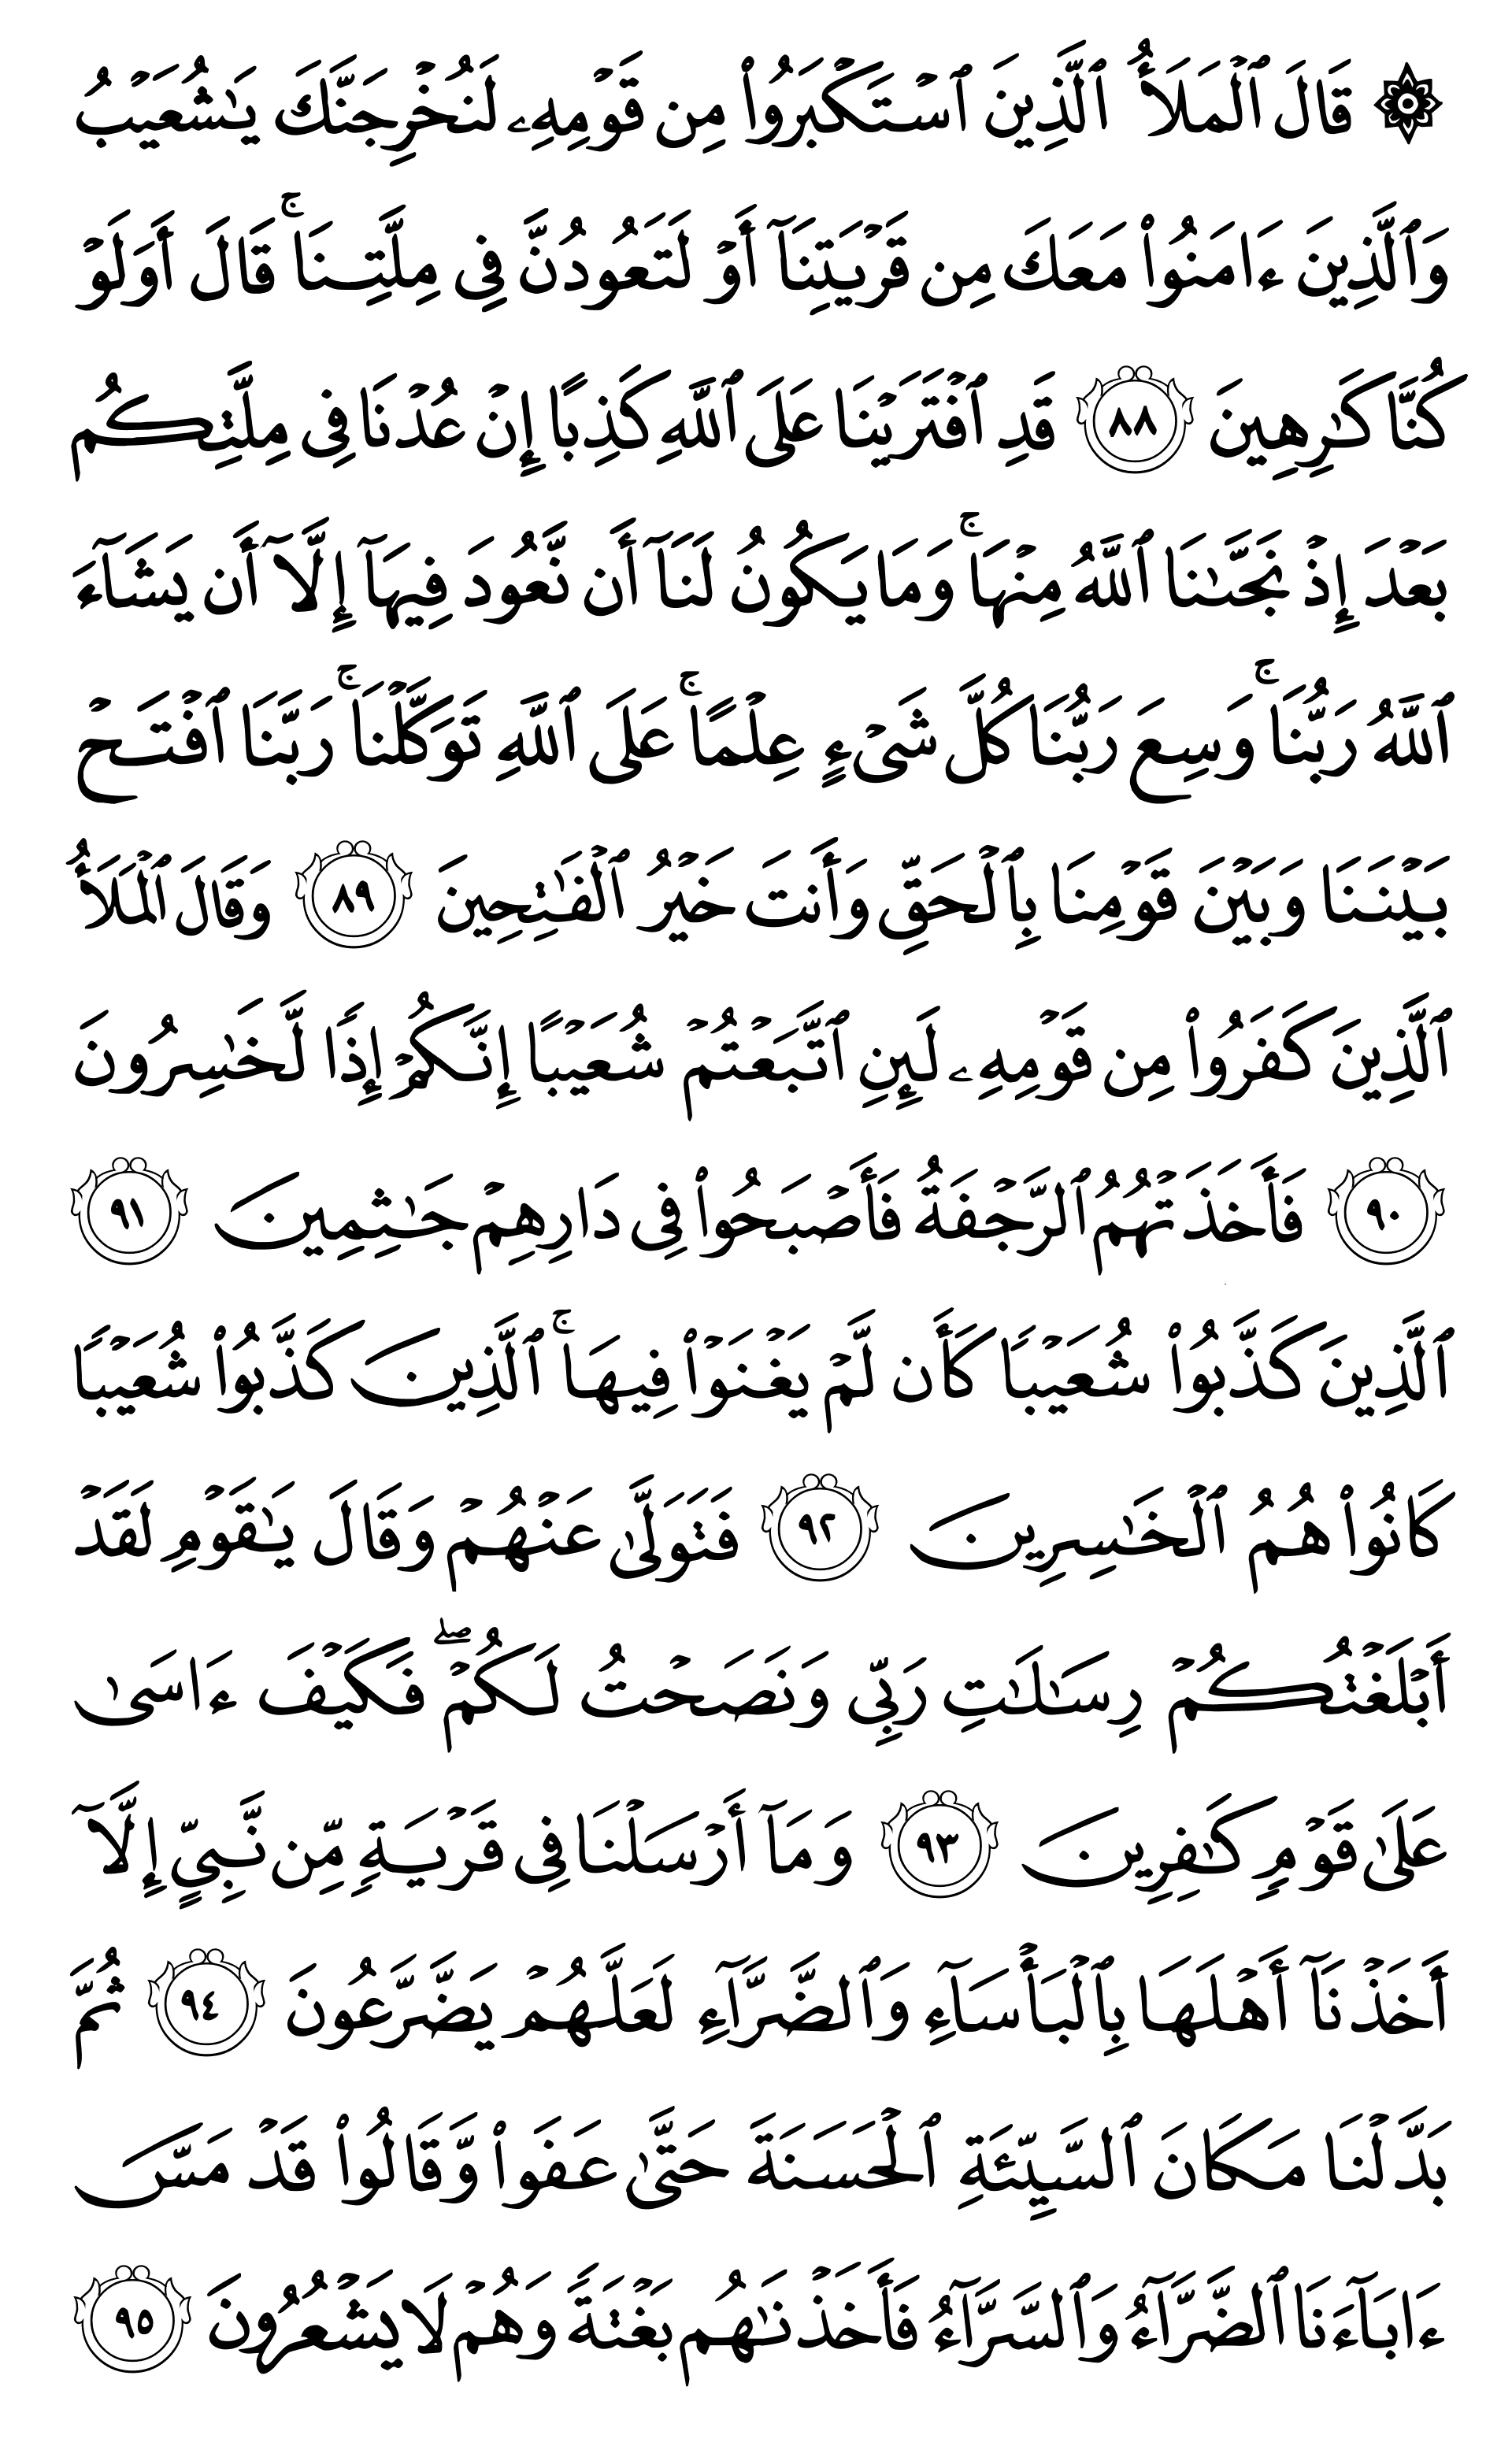 ۞ قَالَ ٱلْمَلَأُ ٱلَّذِينَ ٱسْتَكْبَرُوا۟ مِن قَوْمِهِۦ لَنُخْرِجَنَّكَ يَـٰشُعَيْبُ
وَٱلَّذِينَ ءَامَنُوا۟ مَعَكَ مِن قَرْيَتِنَآ أَوْ لَتَعُودُنَّ فِى مِلَّتِنَا ۚ قَالَ أَوَلَوْ
كُنَّا كَـٰرِهِينَ ٨٨ قَدِ ٱفْتَرَيْنَا عَلَى ٱللَّهِ كَذِبًا إِنْ عُدْنَا فِى مِلَّتِكُم
بَعْدَ إِذْ نَجَّىٰنَا ٱللَّهُ مِنْهَا ۚ وَمَا يَكُونُ لَنَآ أَن نَّعُودَ فِيهَآ إِلَّآ أَن يَشَآءَ
ٱللَّهُ رَبُّنَا ۚ وَسِعَ رَبُّنَا كُلَّ شَىْءٍ عِلْمًا ۚ عَلَى ٱللَّهِ تَوَكَّلْنَا ۚ رَبَّنَا ٱفْتَحْ
بَيْنَنَا وَبَيْنَ قَوْمِنَا بِٱلْحَقِّ وَأَنتَ خَيْرُ ٱلْفَـٰتِحِينَ ٨٩ وَقَالَ ٱلْمَلَأُ
ٱلَّذِينَ كَفَرُوا۟ مِن قَوْمِهِۦ لَئِنِ ٱتَّبَعْتُمْ شُعَيْبًا إِنَّكُمْ إِذًا لَّخَـٰسِرُونَ
٩٠ فَأَخَذَتْهُمُ ٱلرَّجْفَةُ فَأَصْبَحُوا۟ فِى دَارِهِمْ جَـٰثِمِينَ ٩١
ٱلَّذِينَ كَذَّبُوا۟ شُعَيْبًا كَأَن لَّمْ يَغْنَوْا۟ فِيهَا ۚ ٱلَّذِينَ كَذَّبُوا۟ شُعَيْبًا
كَانُوا۟ هُمُ ٱلْخَـٰسِرِينَ ٩٢ فَتَوَلَّىٰ عَنْهُمْ وَقَالَ يَـٰقَوْمِ لَقَدْ
أَبْلَغْتُكُمْ رِسَـٰلَـٰتِ رَبِّى وَنَصَحْتُ لَكُمْ ۖ فَكَيْفَ ءَاسَىٰ
عَلَىٰ قَوْمٍ كَـٰفِرِينَ ٩٣ وَمَآ أَرْسَلْنَا فِى قَرْيَةٍ مِّن نَّبِىٍّ إِلَّآ
أَخَذْنَآ أَهْلَهَا بِٱلْبَأْسَآءِ وَٱلضَّرَّآءِ لَعَلَّهُمْ يَضَّرَّعُونَ ٩٤ ثُمَّ
بَدَّلْنَا مَكَانَ ٱلسَّيِّئَةِ ٱلْحَسَنَةَ حَتَّىٰ عَفَوا۟ وَّقَالُوا۟ قَدْ مَسَّ
ءَابَآءَنَا ٱلضَّرَّآءُ وَٱلسَّرَّآءُ فَأَخَذْنَـٰهُم بَغْتَةً وَهُمْ لَا يَشْعُرُونَ ٩٥